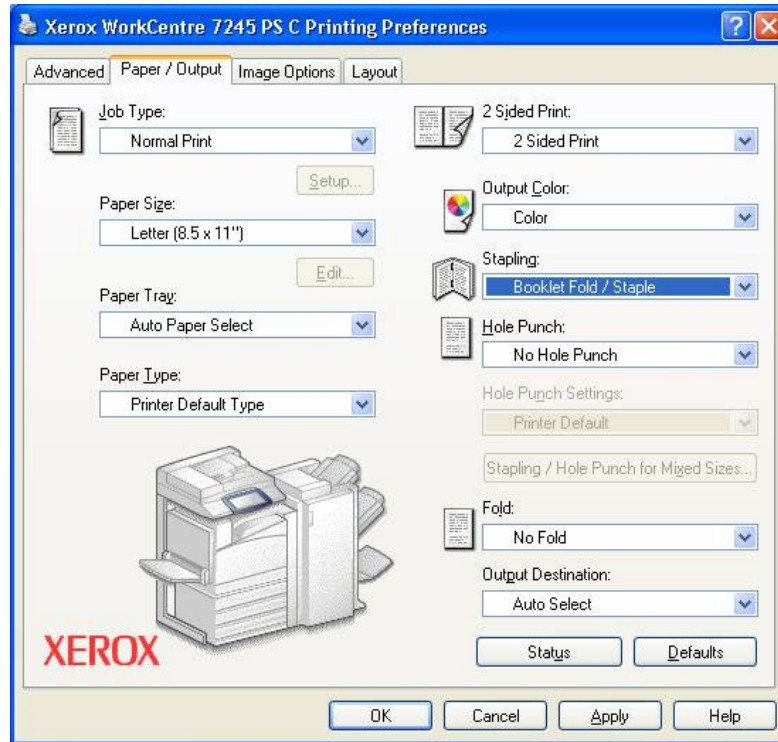 Xerox WorkCentre 7245 PS C Printing Preferences
Advanced
Paper / Output
Image Options
Layout
Job Type:
Normal Print
Setup...
Paper Size:
Letter (8.5 x 11")
Edit...
Paper Tray:
Auto Paper Select
Paper Type:
Printer Default Type
XEROX
2 Sided Print:
2 Sided Print
Output Color:
Color
Stapling:
Booklet Fold / Staple
Hole Punch:
No Hole Punch
Hole Punch Settings:
Printer Default
Stapling / Hole Punch for Mixed Sizes...
Fold:
No Fold
Output Destination:
Auto Select
Status
Defaults
OK
Cancel
Apply
Help